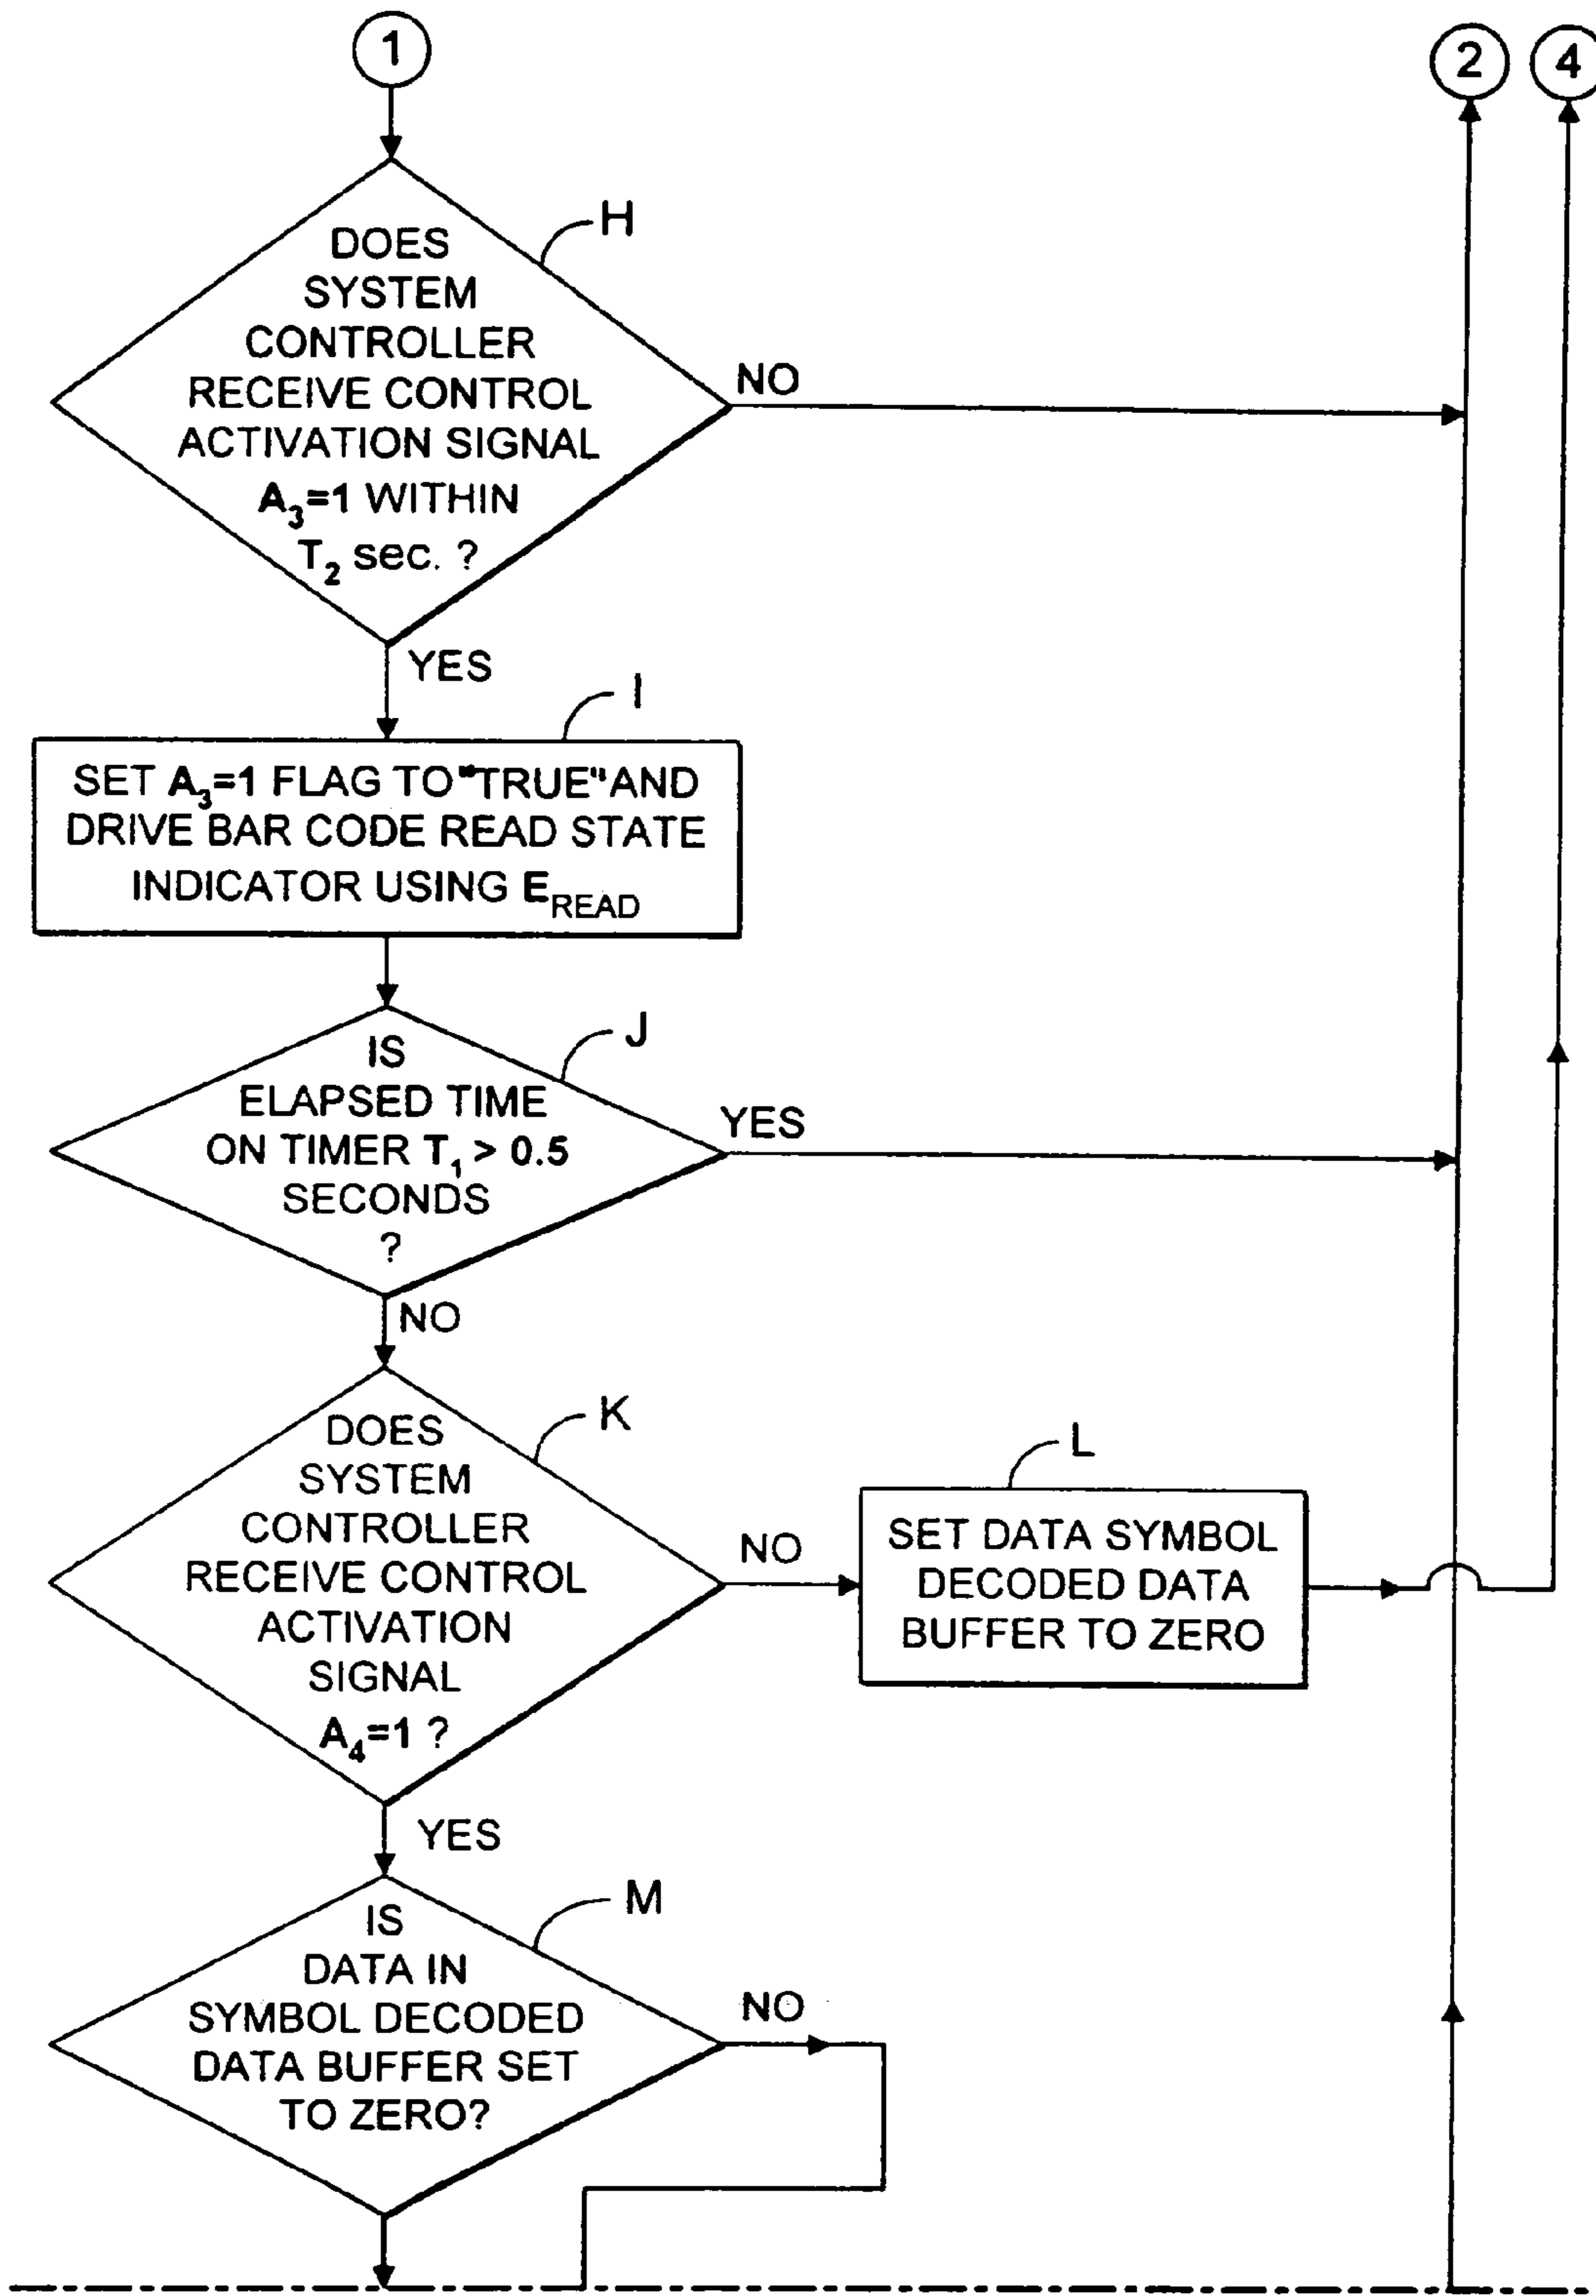 1
2
4
H
DOES
SYSTEM
CONTROLLER
RECEIVE CONTROL
ACTIVATION SIGNAL
A₃=1 WITHIN
T₂ sec. ?
NO
YES
I
SET A₃=1 FLAG TO "TRUE" AND
DRIVE BAR CODE READ STATE
INDICATOR USING E_READ
J
IS
ELAPSED TIME
ON TIMER T₁ > 0.5
SECONDS
?
YES
NO
K
DOES
SYSTEM
CONTROLLER
RECEIVE CONTROL
ACTIVATION
SIGNAL
A₄=1 ?
NO
L
SET DATA SYMBOL
DECODED DATA
BUFFER TO ZERO
YES
M
IS
DATA IN
SYMBOL DECODED
DATA BUFFER SET
TO ZERO?
NO